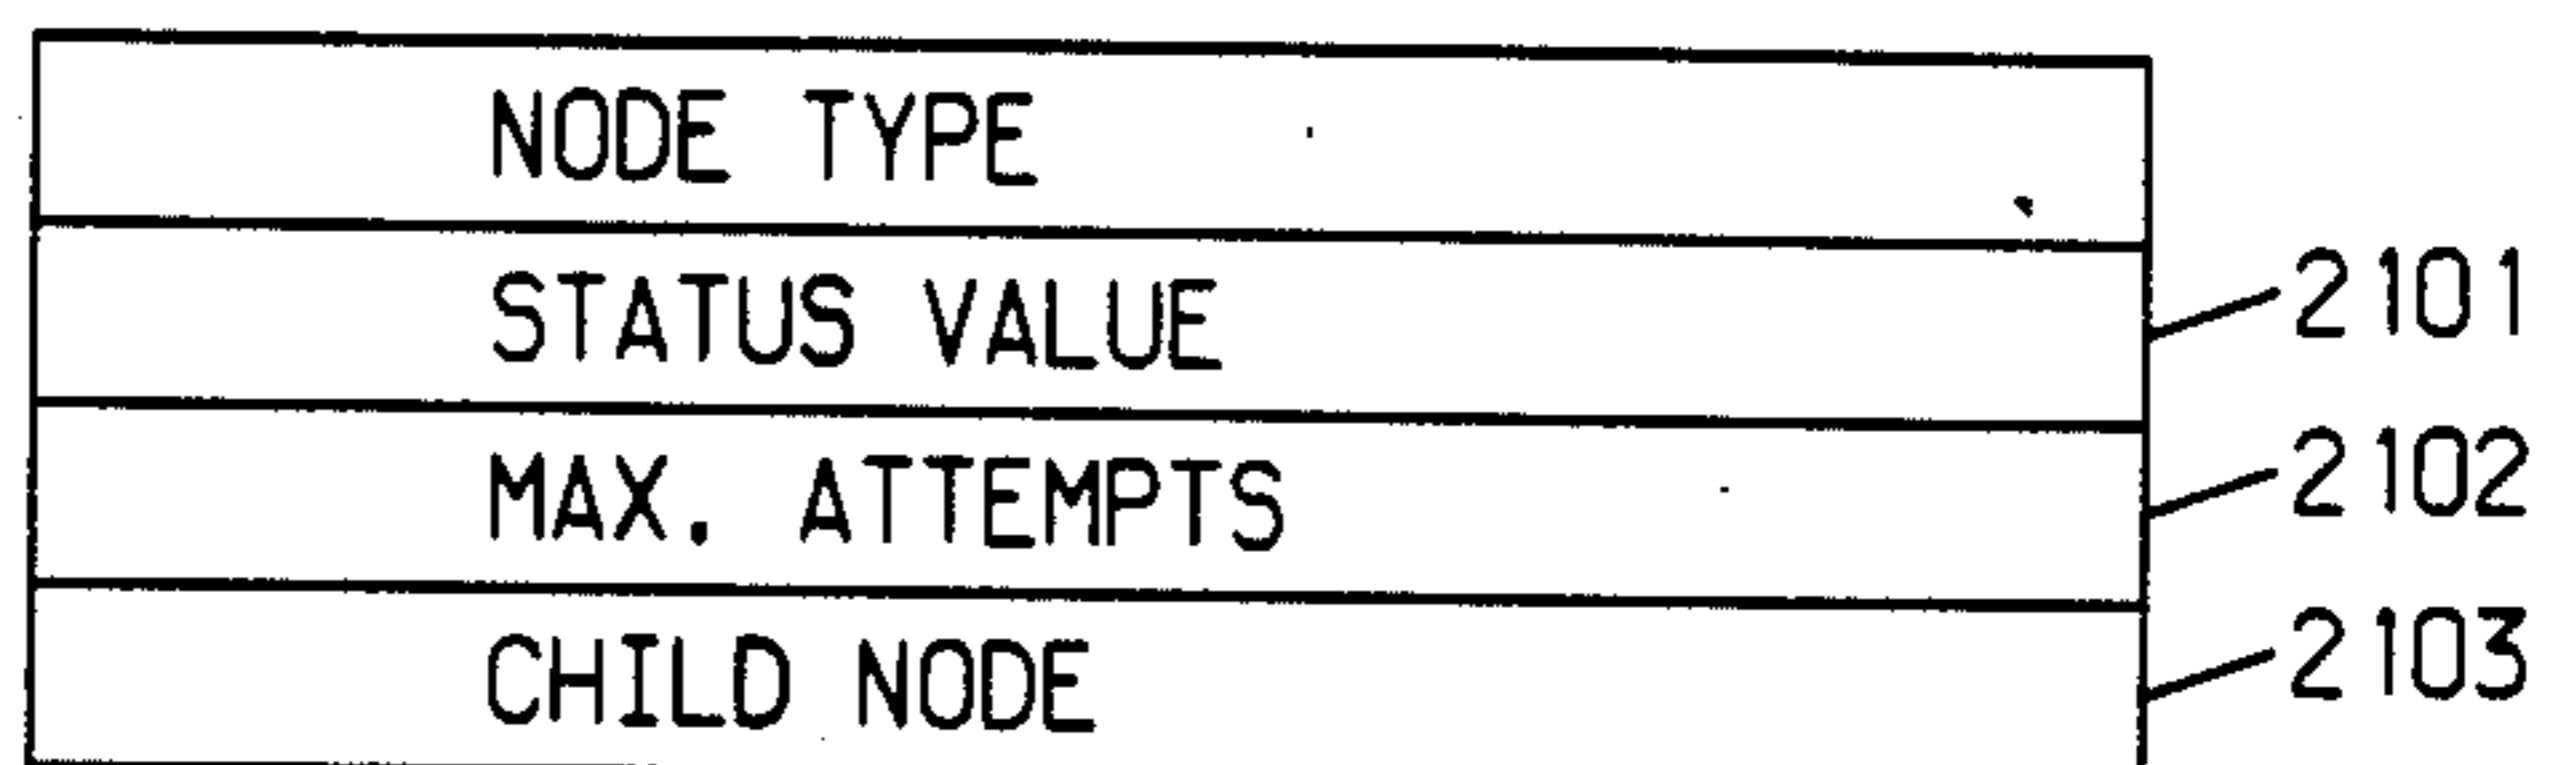 NODE TYPE
STATUS VALUE 2101
MAX. ATTEMPTS 2102
CHILD NODE 2103